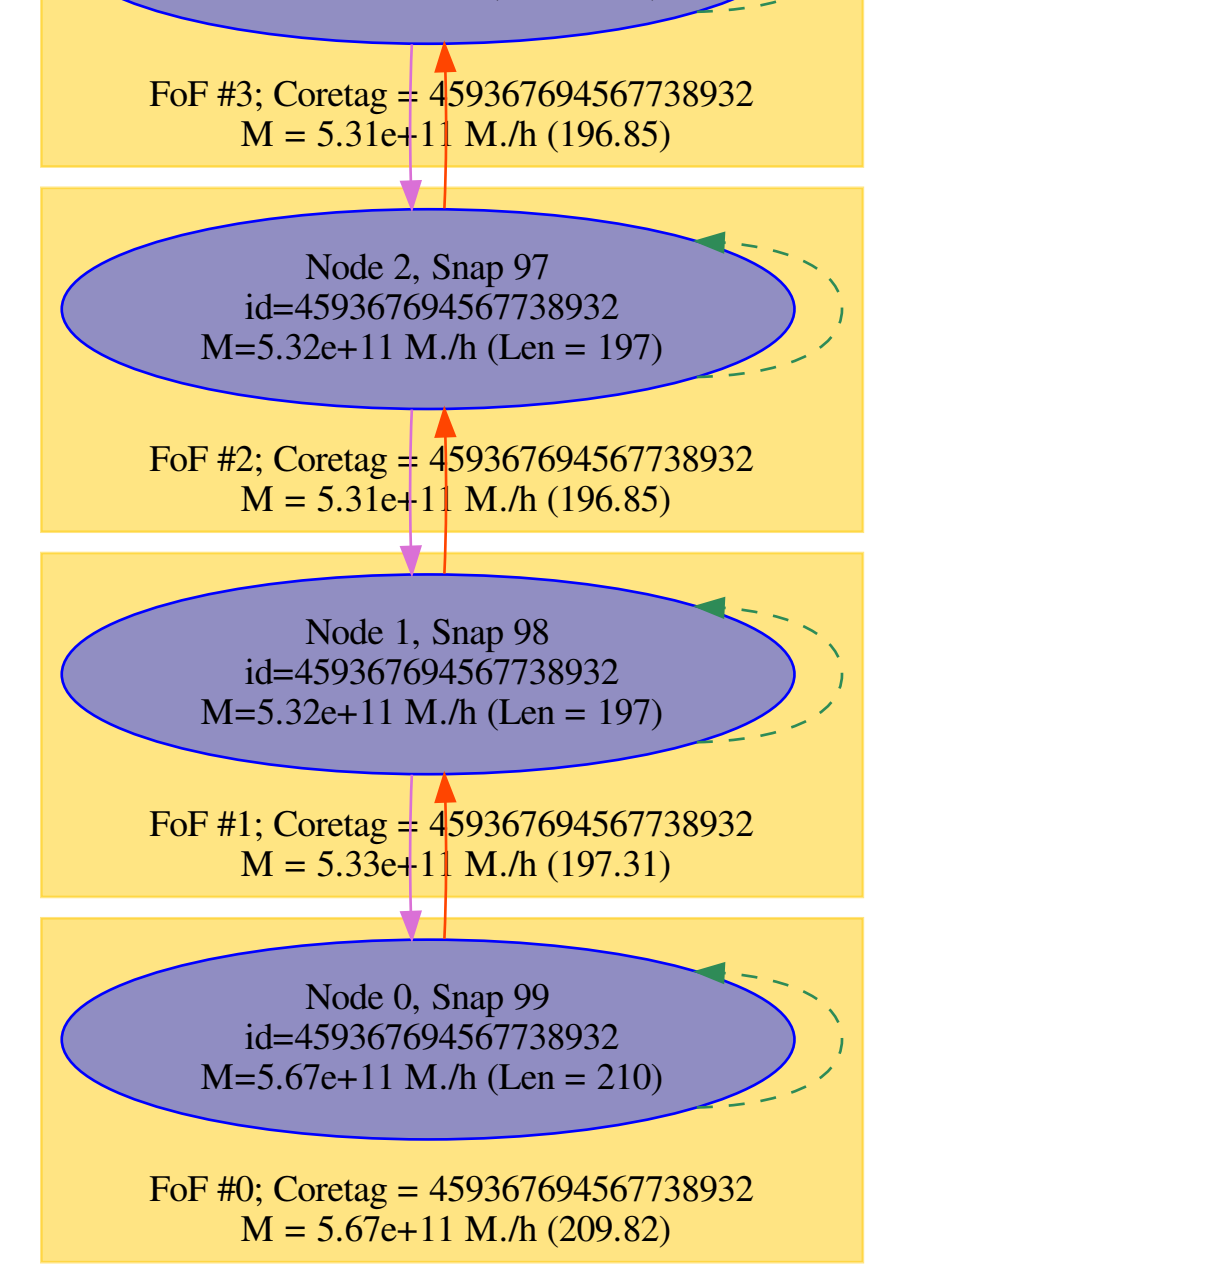 FoF #3; Coretag = 459367694567738932
M = 5.31e+11 M./h (196.85)
Node 2, Snap 97
id=459367694567738932
M=5.32e+11 M./h (Len = 197)
FoF #2; Coretag = 459367694567738932
M = 5.31e+11 M./h (196.85)
Node 1, Snap 98
id=459367694567738932
M=5.32e+11 M./h (Len = 197)
FoF #1; Coretag = 459367694567738932
M = 5.33e+11 M./h (197.31)
Node 0, Snap 99
id=459367694567738932
M=5.67e+11 M./h (Len = 210)
FoF #0; Coretag = 459367694567738932
M = 5.67e+11 M./h (209.82)